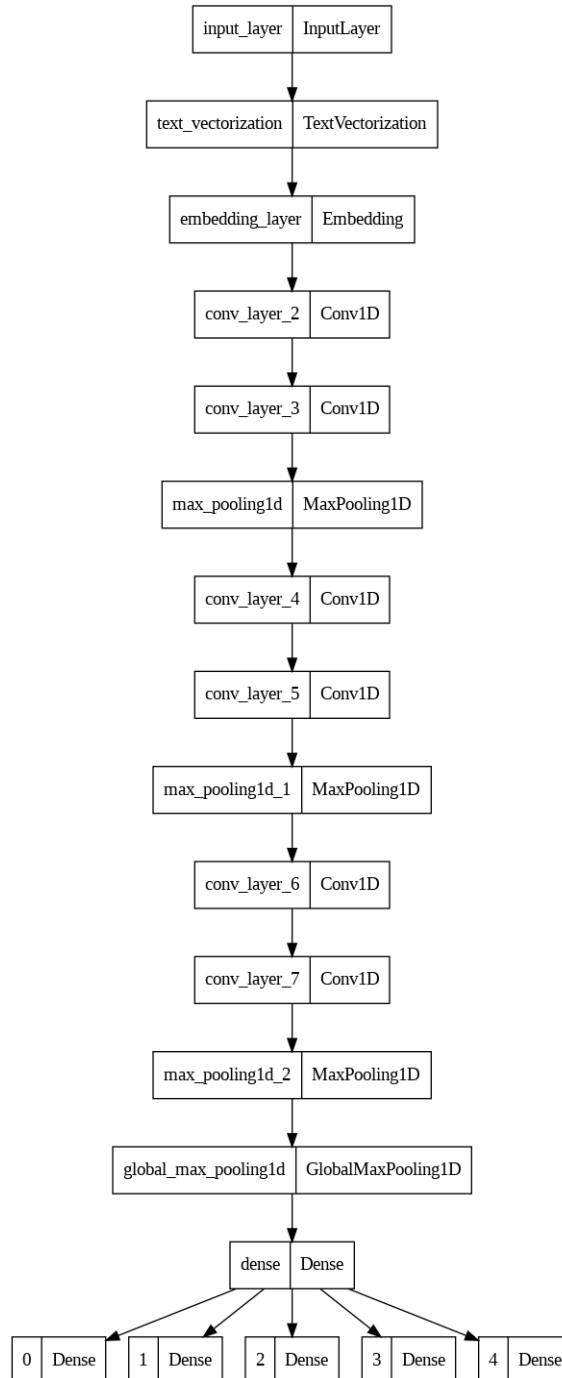 input_layer InputLayer
text_vectorization TextVectorization
embedding_layer Embedding
conv_layer_2 Conv1D
conv_layer_3 Conv1D
max_pooling1d MaxPooling1D
conv_layer_4 Conv1D
conv_layer_5 Conv1D
max_pooling1d_1 MaxPooling1D
conv_layer_6 Conv1D
conv_layer_7 Conv1D
max_pooling1d_2 MaxPooling1D
global_max_pooling1d GlobalMaxPooling1D
dense Dense
0 Dense 1 Dense 2 Dense 3 Dense 4 Dense